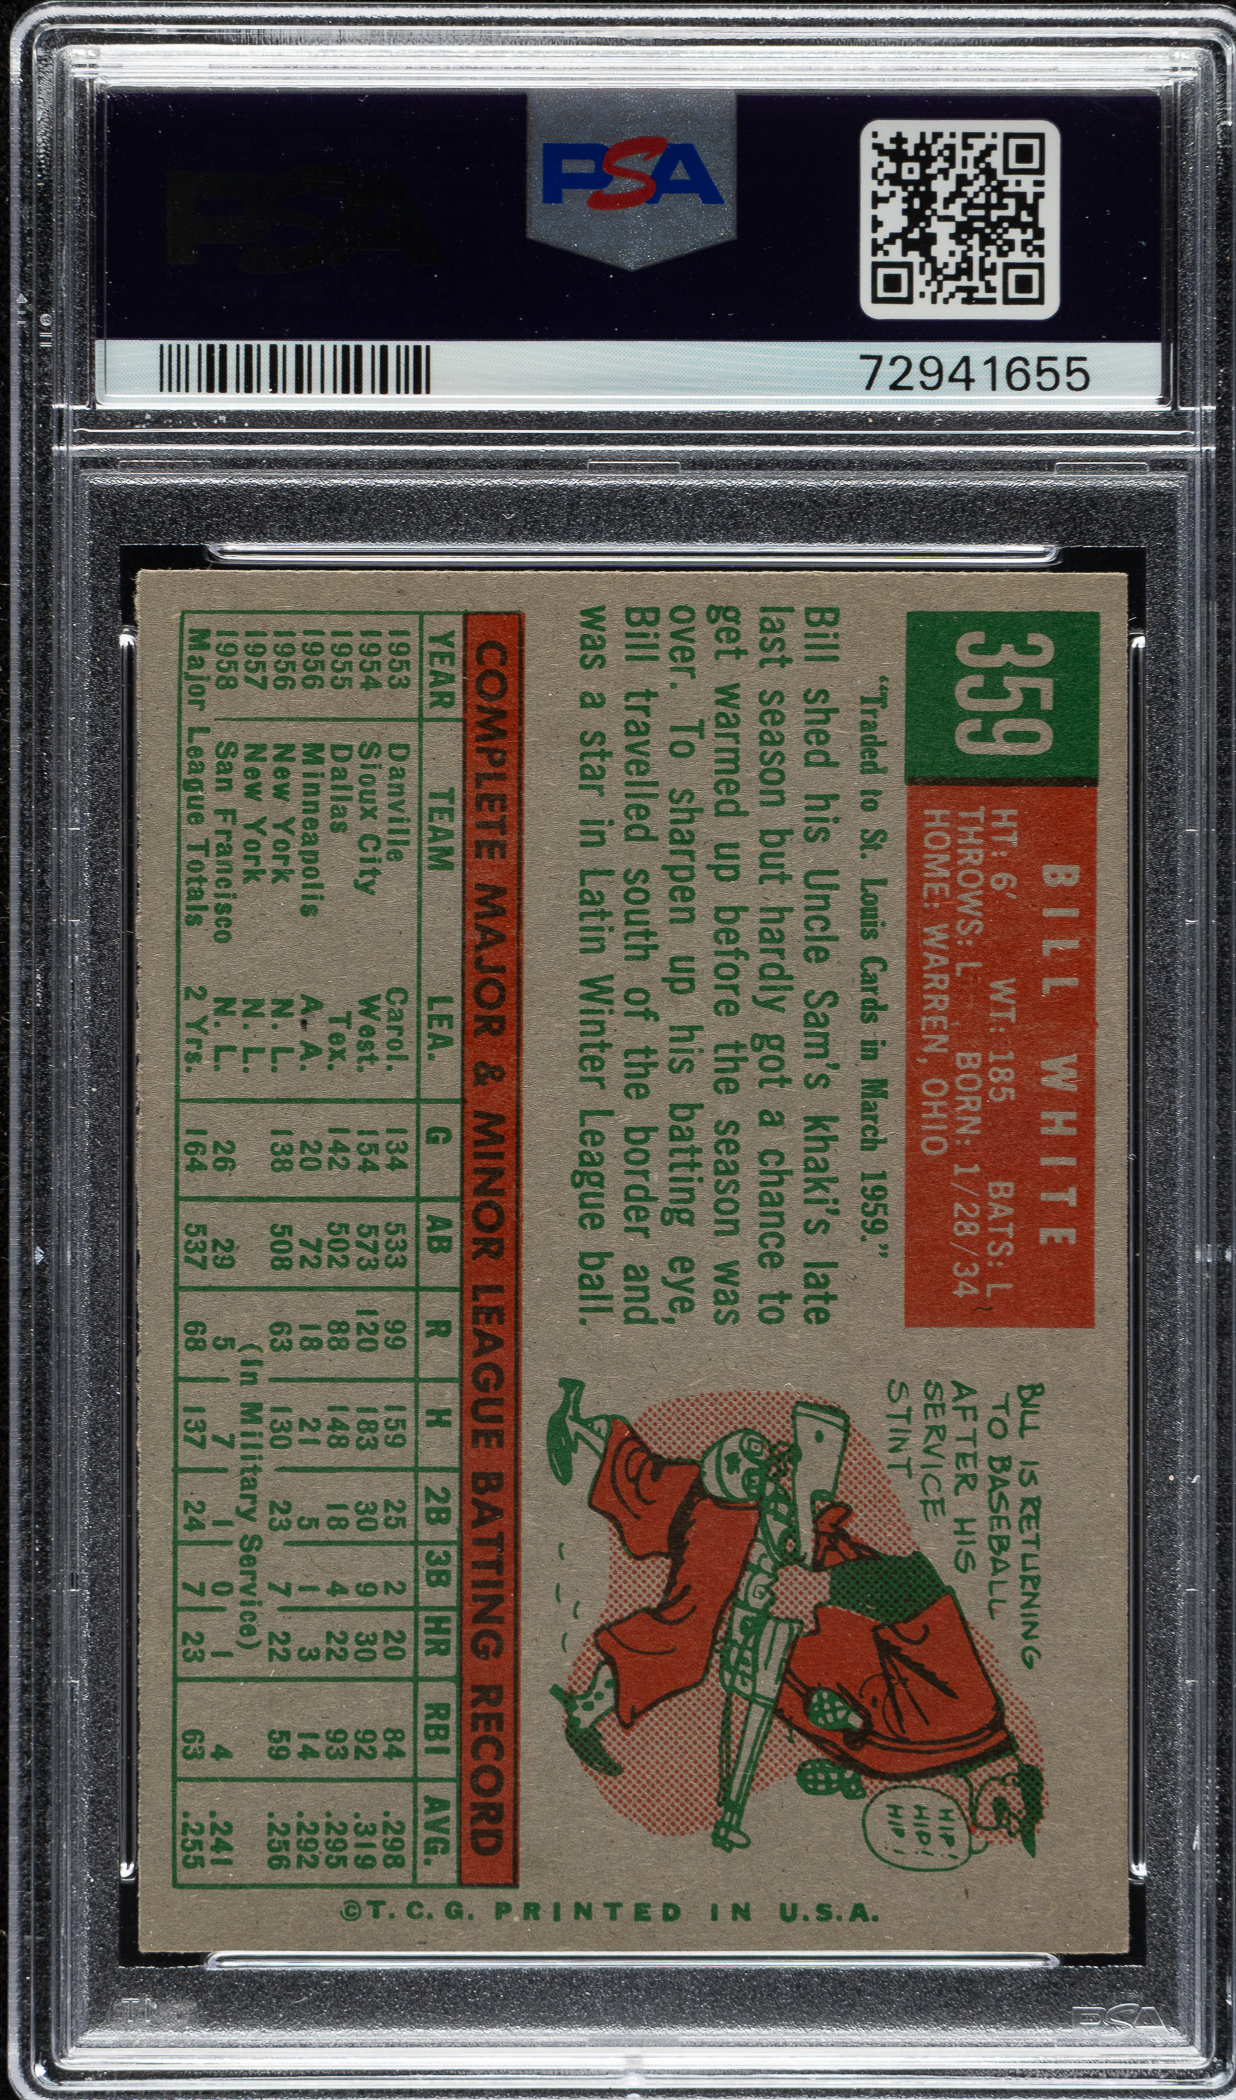 PSA
PSA
72941655
359
BILL WHITE
HT: 6' WT: 185 BATS: L
THROWS: L BORN: 1/28/34
HOME: WARREN, OHIO
"Traded to St. Louis Cards in March 1959."
Bill shed his Uncle Sam's khaki's late
last season but hardly got a chance to
get warmed up before the season was
over. To sharpen up his batting eye,
Bill travelled south of the border and
was a star in Latin Winter League ball.
BILL IS RETURNING
TO BASEBALL
AFTER HIS
SERVICE
STINT
HIP!
HIP!
HIP!
COMPLETE MAJOR & MINOR LEAGUE BATTING RECORD
YEAR TEAM LEA. G AB R H 2B 3B HR RBI AVG.
1953 Danville Carol. 134 533 99 159 25 2 20 84 .298
1954 Sioux City West. 154 573 120 183 30 9 30 92 .319
1955 Dallas Tex. 142 502 88 148 18 4 22 93 .295
1956 Minneapolis A. A. 20 72 18 21 5 1 3 14 .292
1956 New York N. L. 138 508 63 130 23 7 22 59 .256
1957 New York N. L. (In Military Service)
1958 San Francisco N. L. 26 29 5 7 1 0 1 4 .241
Major League Totals 2 Yrs. 164 537 68 137 24 7 23 63 .255
©T.C.G. PRINTED IN U.S.A.
PSA